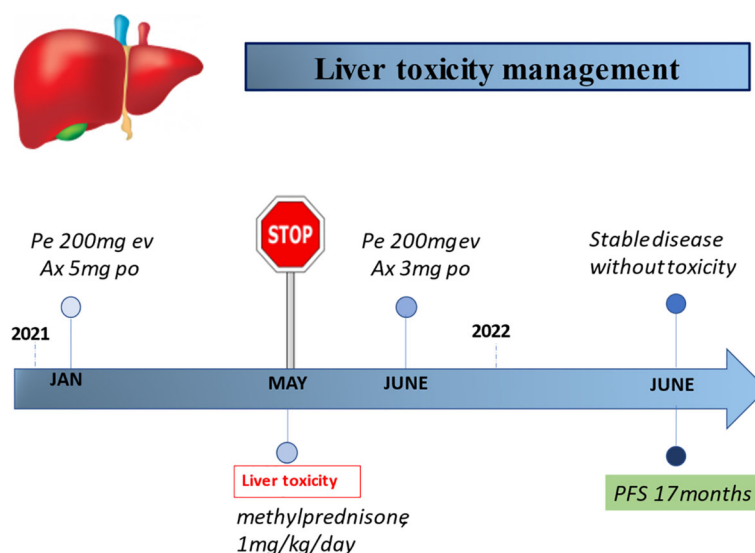 Liver toxicity management
Pe 200mg ev
Ax 5mg po
STOP
Pe 200mg ev
Ax 3mg po
Stable disease
without toxicity
2021
2022
JAN
MAY
JUNE
JUNE
Liver toxicity
methylprednisone,
1mg/kg/day
PFS 17 months